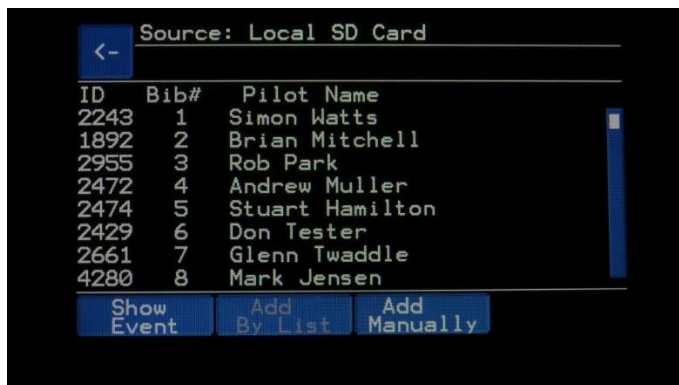 Source: Local SD Card
<-
ID Bib# Pilot Name
2243 1 Simon Watts
1892 2 Brian Mitchell
2955 3 Rob Park
2472 4 Andrew Muller
2474 5 Stuart Hamilton
2429 6 Don Tester
2661 7 Glenn Twaddle
4280 8 Mark Jensen
Show Event
Add By List
Add Manually